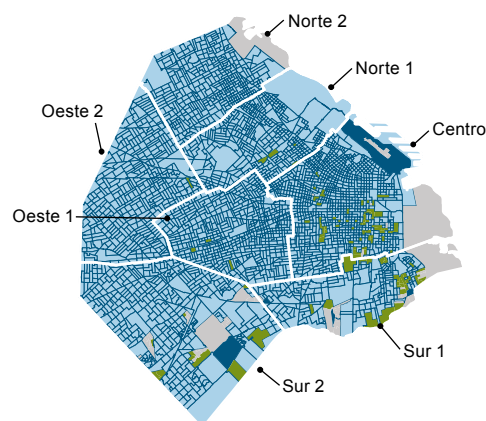 Norte 2
Norte 1
Oeste 2
Centro
Oeste 1
Sur 1
Sur 2